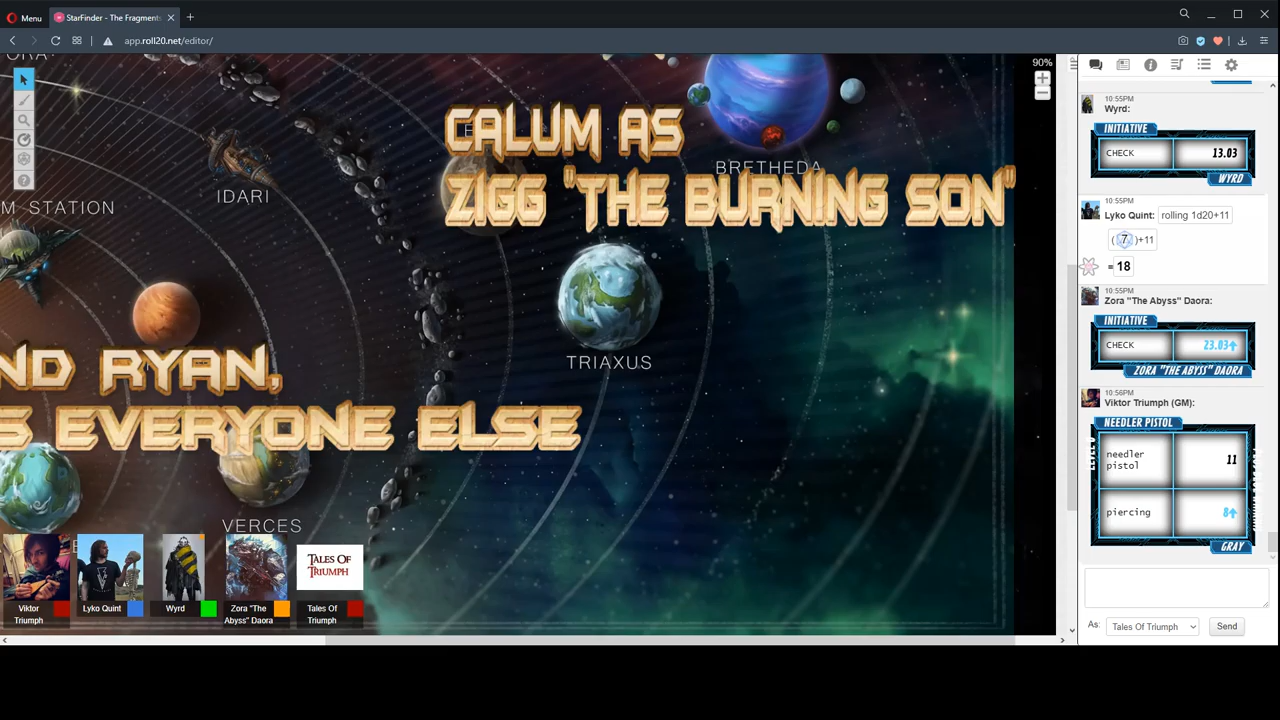 Menu
StarFinder - The Fragments
app.roll20.net/editor/
90%
CALUM AS
ZIGG "THE BURNING SON"
BRETHEDA
IDARI
M STATION
TRIAXUS
ND RYAN,
S EVERYONE ELSE
VERCES
TALES OF
TRIUMPH
Viktor
Triumph
Lyko Quint
Wyrd
Zora "The
Abyss" Daora
Tales Of
Triumph
10:55PM
Wyrd:
INITIATIVE
CHECK 13.03
WYRD
10:55PM
Lyko Quint: rolling 1d20+11
(7)+11
=18
10:55PM
Zora "The Abyss" Daora:
INITIATIVE
CHECK 23.03
ZORA "THE ABYSS" DAORA
10:56PM
Viktor Triumph (GM):
NEEDLER PISTOL
needler
pistol 11
piercing 8
GRAY
As: Tales Of Triumph Send